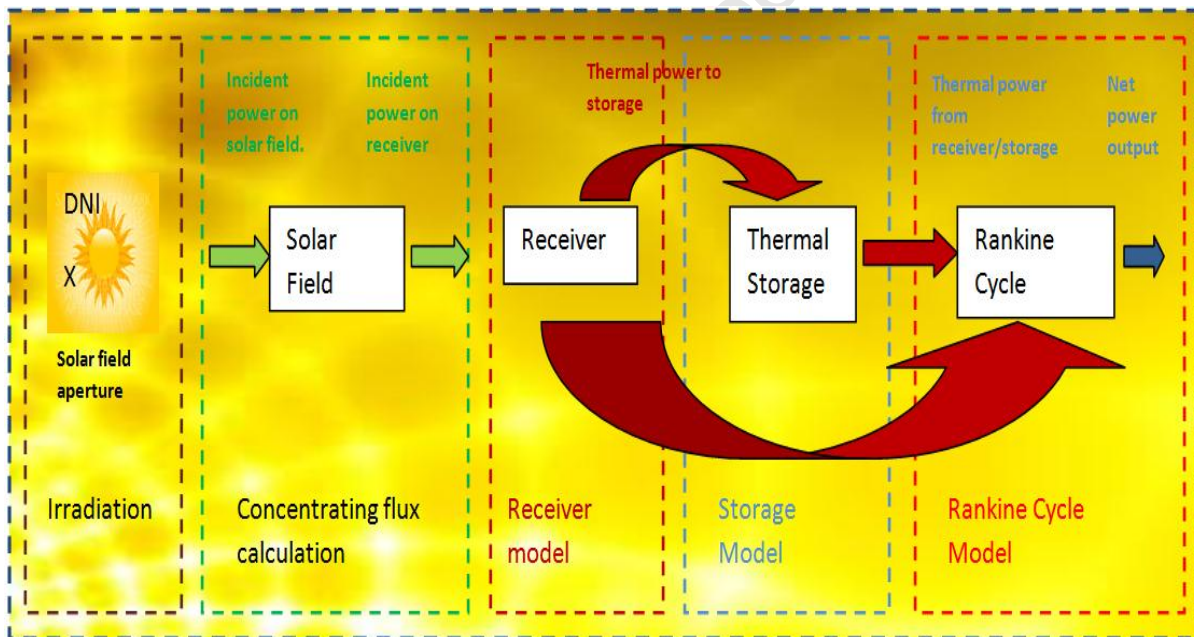 Incident
power on
solar field.
Incident
power on
receiver
Thermal power to
storage
Thermal power
from
receiver/storage
Net
power
output
DNI
X
Solar field
aperture
Solar
Field
Receiver
Thermal
Storage
Rankine
Cycle
Irradiation
Concentrating flux
calculation
Receiver
model
Storage
Model
Rankine Cycle
Model